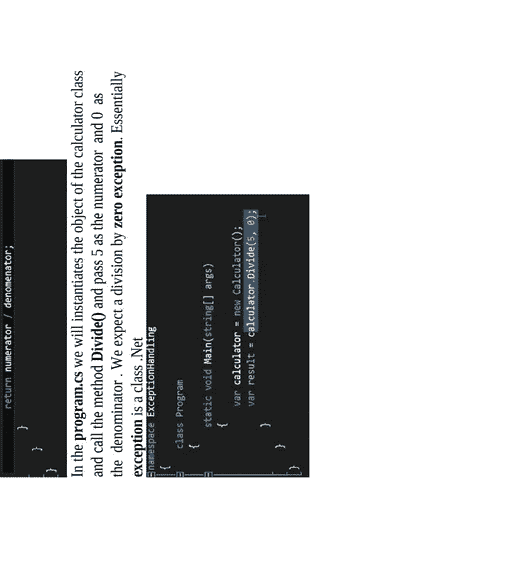 return numerator / denomenator;
}
}
}
In the program.cs we will instantiates the object of the calculator class
and call the method Divide() and pass 5 as the numerator and 0 as
the denominator . We expect a division by zero exception. Essentially
exception is a class .Net
namespace ExceptionHandling
{
class Program
{
static void Main(string[] args)
{
var calculator = new Calculator();
var result = calculator.Divide(5, 0);
}
}
}